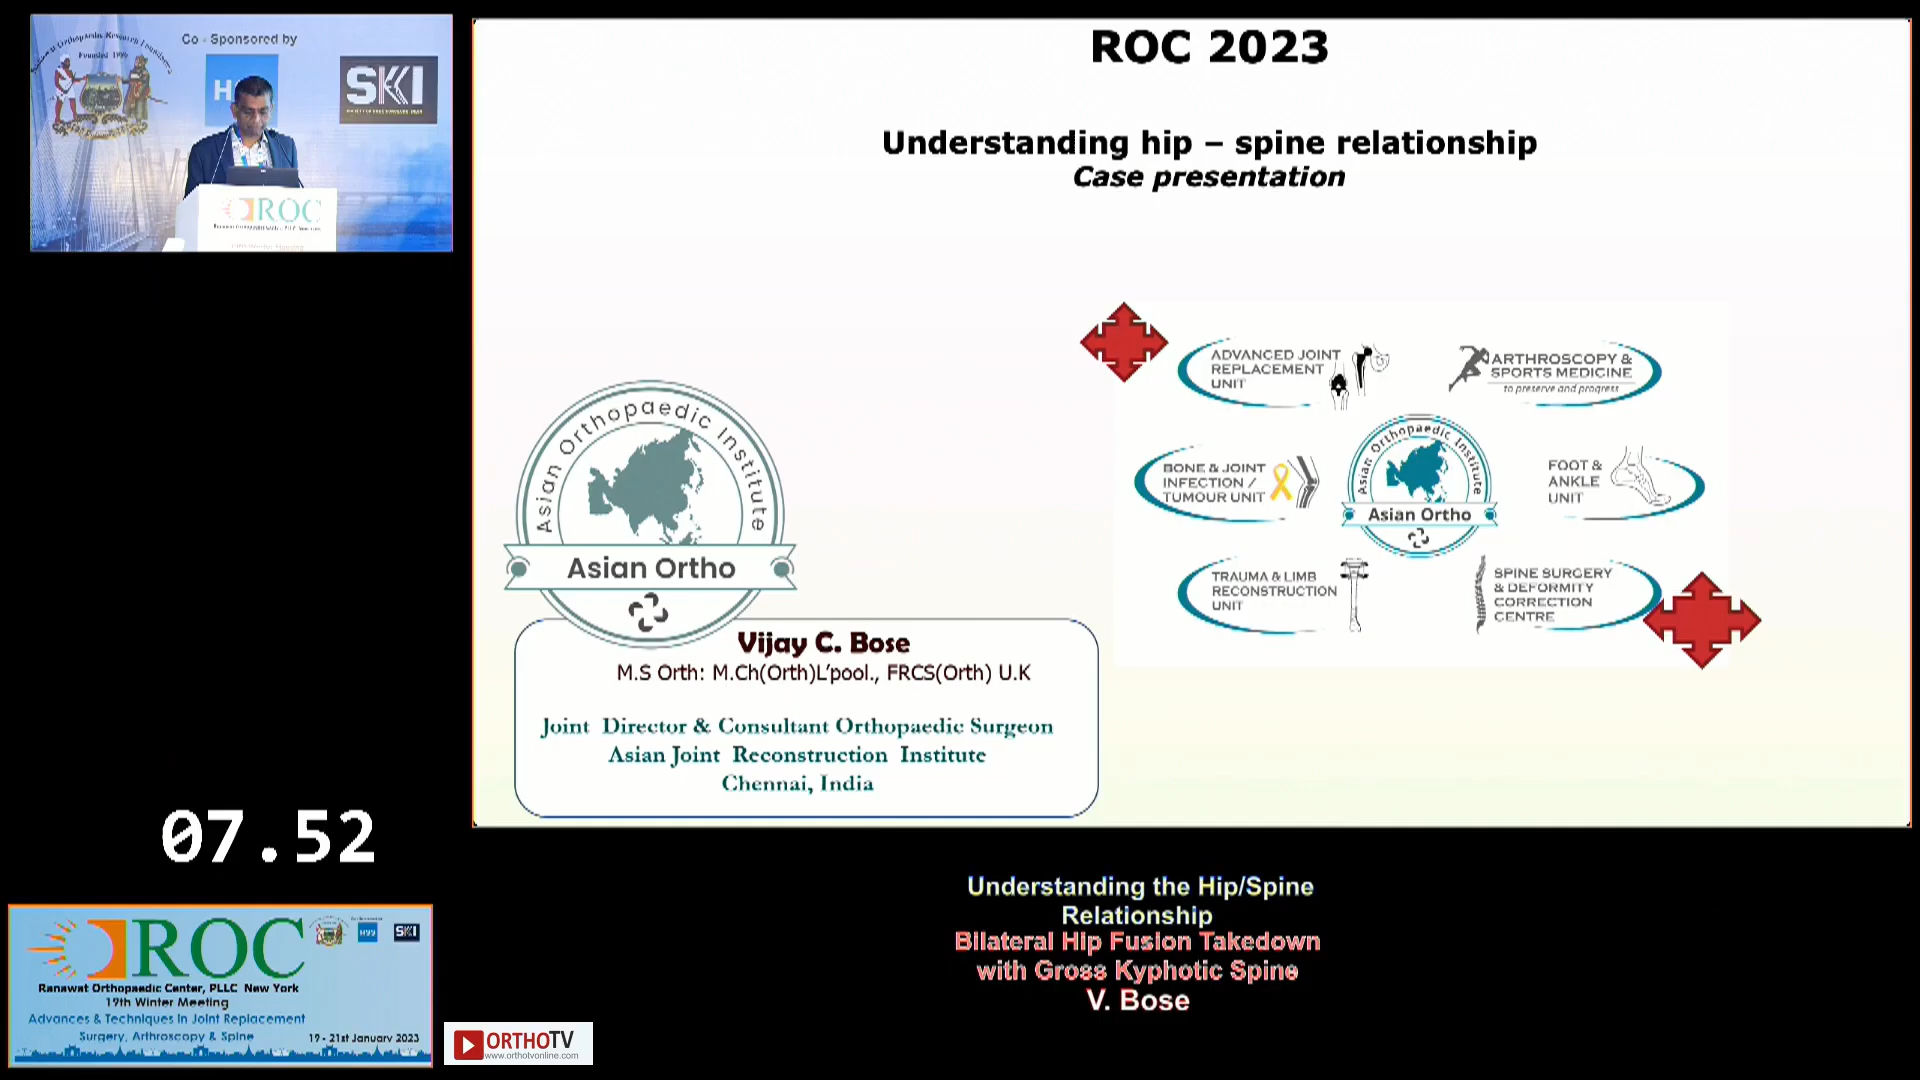 Co - Sponsored by
SKI
ROC
ROC 2023
Understanding hip – spine relationship
Case presentation
ADVANCED JOINT
REPLACEMENT
UNIT
ARTHROSCOPY &
SPORTS MEDICINE
to preserve and progress
BONE & JOINT
INFECTION /
TUMOUR UNIT
Asian Orthopaedic Institute
Asian Ortho
FOOT &
ANKLE
UNIT
TRAUMA & LIMB
RECONSTRUCTION
UNIT
SPINE SURGERY
& DEFORMITY
CORRECTION
CENTRE
Asian Orthopaedic Institute
Asian Ortho
Vijay C. Bose
M.S Orth: M.Ch(Orth)L'pool., FRCS(Orth) U.K
Joint Director & Consultant Orthopaedic Surgeon
Asian Joint Reconstruction Institute
Chennai, India
07.52
Understanding the Hip/Spine
Relationship
Bilateral Hip Fusion Takedown
with Gross Kyphotic Spine
V. Bose
ROC
SKI
Ranawat Orthopaedic Center, PLLC New York
19th Winter Meeting
Advances & Techniques in Joint Replacement
Surgery, Arthroscopy & Spine
19 - 21st January 2023
ORTHOTV
www.orthotvonline.com